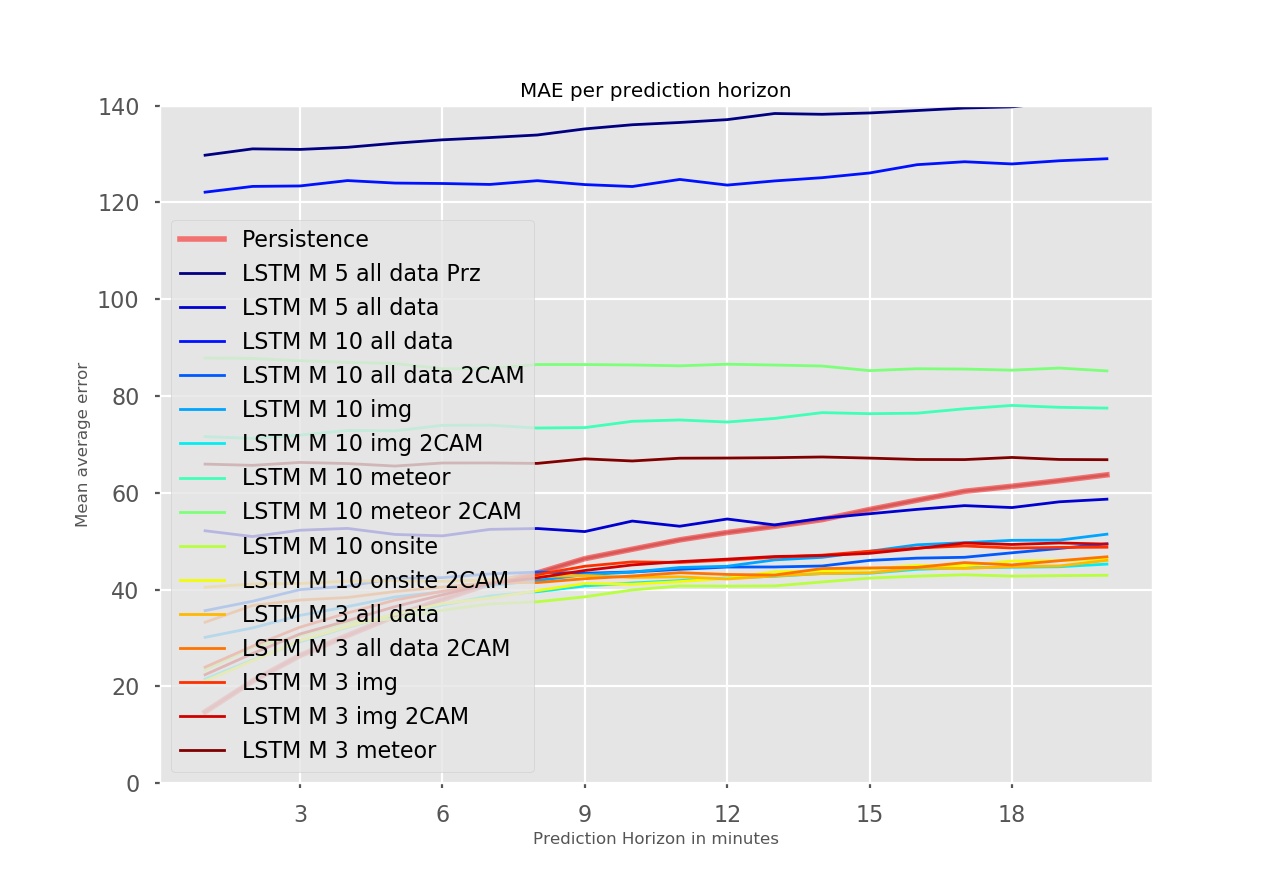 MAE per prediction horizon
140
120
100
80
60
40
20
0
Mean average error
Persistence
LSTM M 5 all data Prz
LSTM M 5 all data
LSTM M 10 all data
LSTM M 10 all data 2CAM
LSTM M 10 img
LSTM M 10 img 2CAM
LSTM M 10 meteor
LSTM M 10 meteor 2CAM
LSTM M 10 onsite
LSTM M 10 onsite 2CAM
LSTM M 3 all data
LSTM M 3 all data 2CAM
LSTM M 3 img
LSTM M 3 img 2CAM
LSTM M 3 meteor
3 6 9 12 15 18
Prediction Horizon in minutes